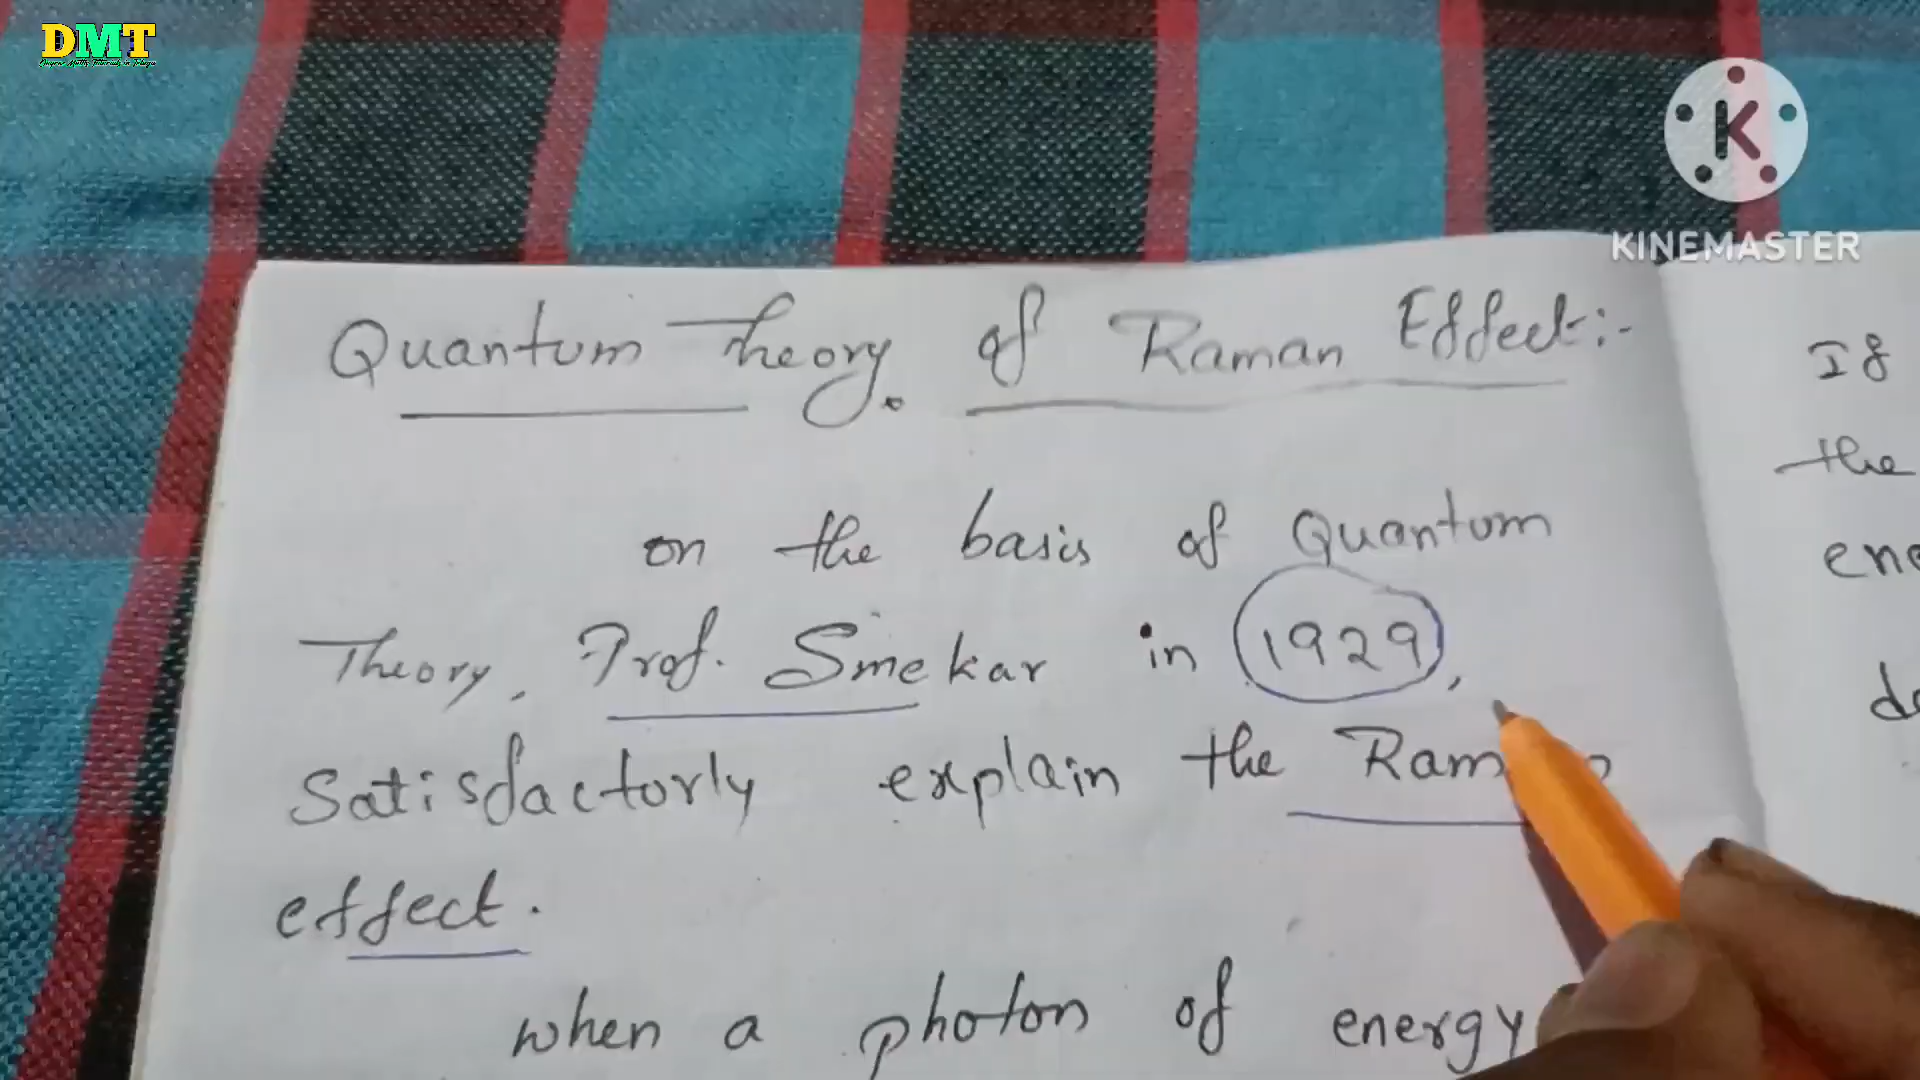 DMT
KINEMASTER
Quantum Theory of Raman Effect:-
on the basis of Quantum
Theory, Prof. Smekar in 1929,
Satisfactorly explain the
effect.
when a photon of energy
If
the